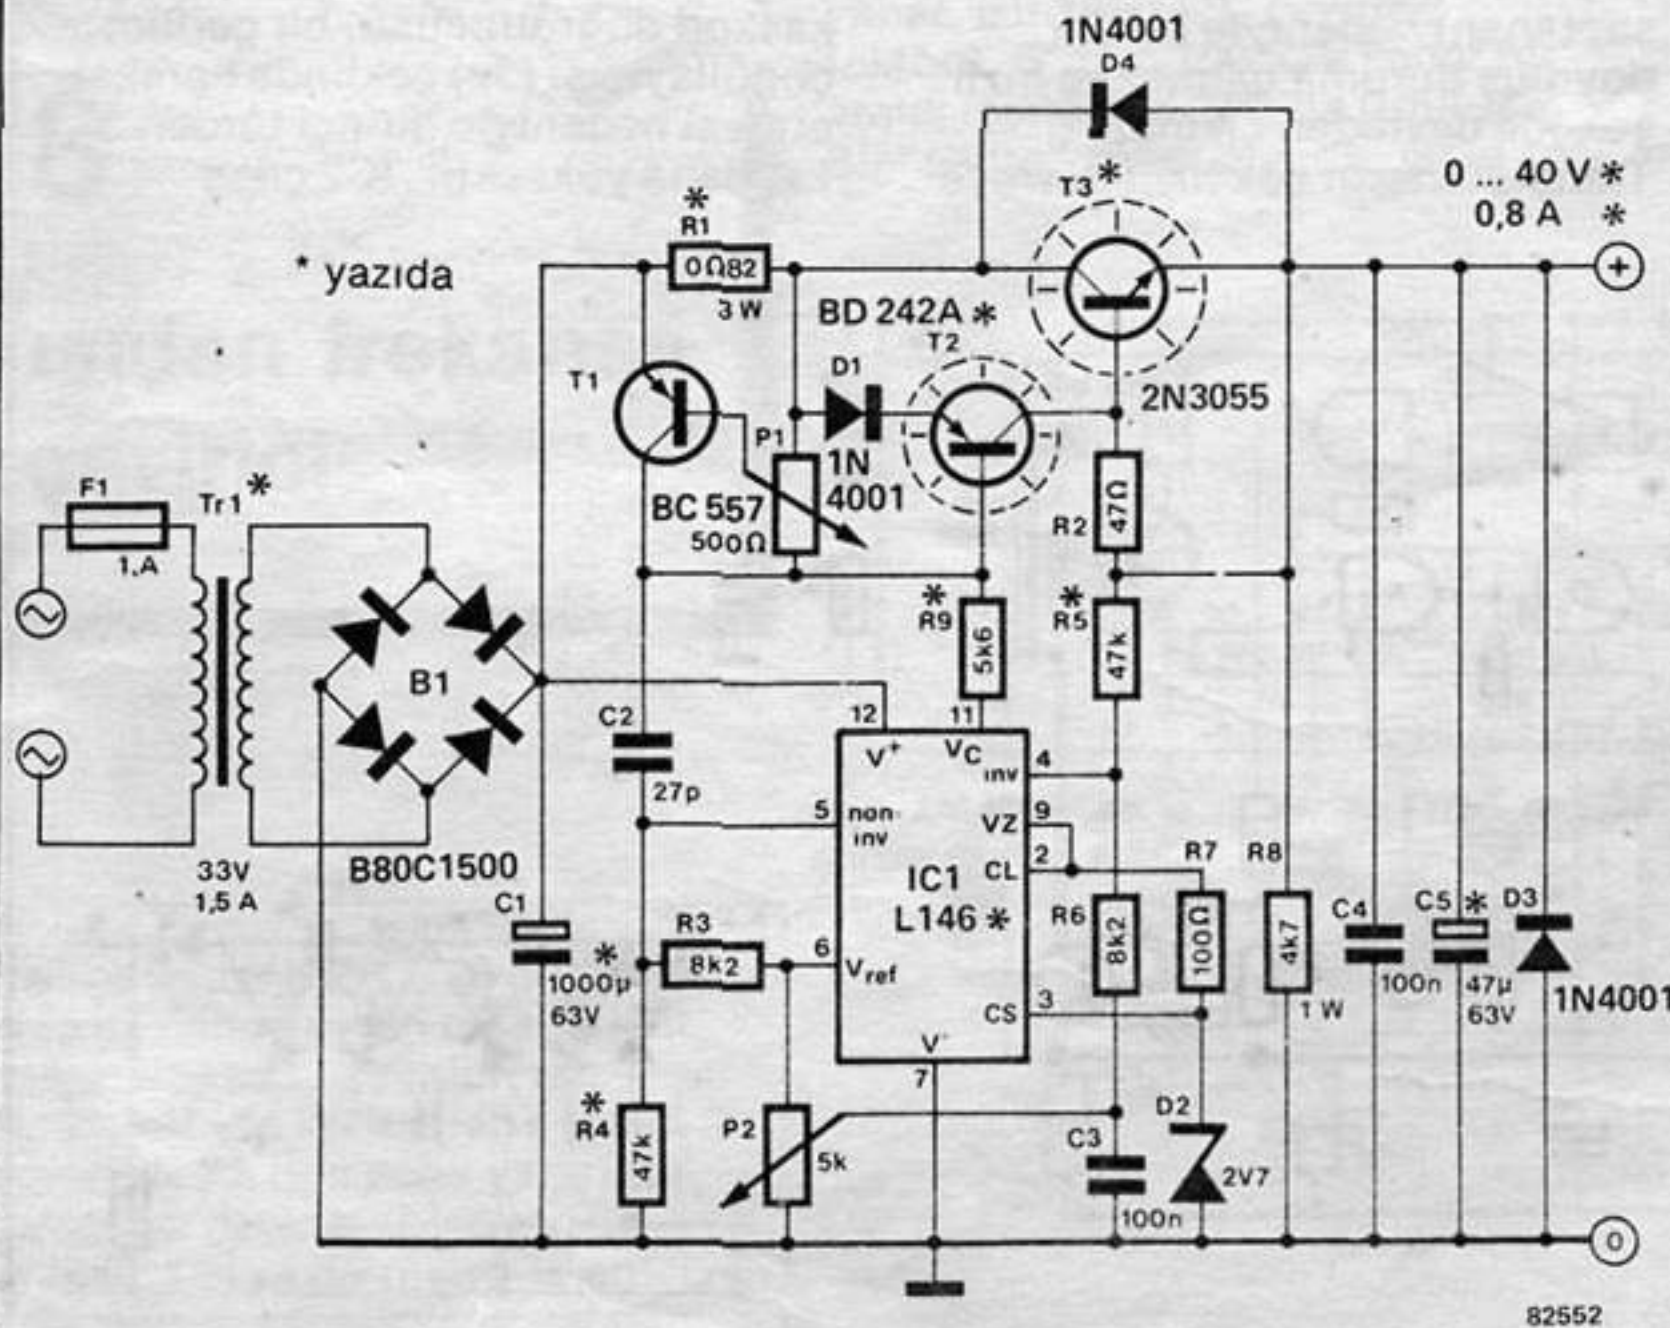 1N4001
D4
T3*
0 ... 40 V *
0,8 A *
*
R1
0Ω82
3 W
* yazıda
BD 242A *
T2
T1
D1
P1
2N3055
1N
4001
BC 557
500Ω
R2
47Ω
F1
1.A
Tr1 *
*
R9
5k6
*
R5
47k
B1
B80C1500
33V
1,5 A
C2
27p
12
V+
11
VC
inv
4
5
non-
inv
VZ
9
CL
2
IC1
L146 *
R7
100Ω
R8
4k7
1 W
R6
8k2
C1
*
1000µ
63V
R3
8k2
6
Vref
CS
3
V-
7
C4
100n
C5 *
47µ
63V
D3
1N4001
*
R4
47k
P2
5k
C3
100n
D2
2V7
+
0
82552